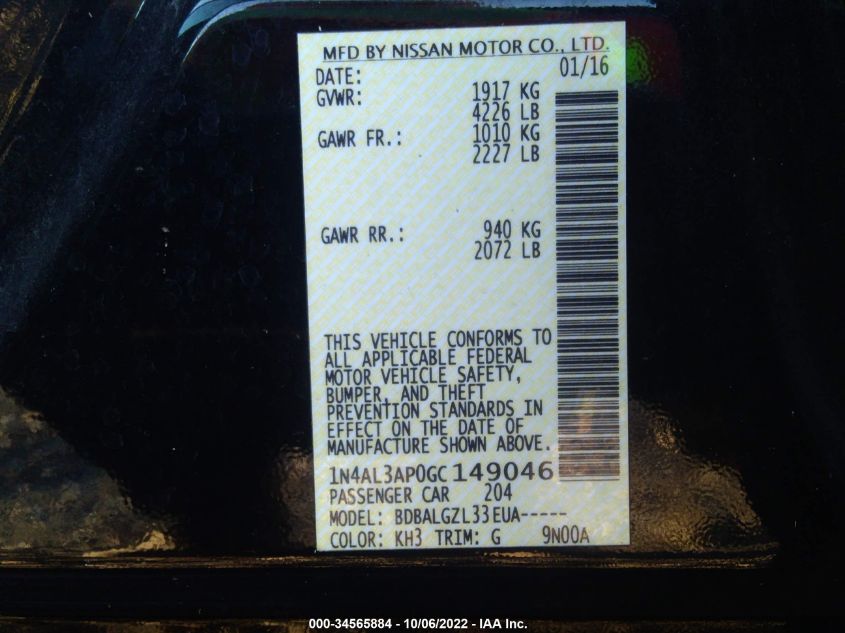 MFD BY NISSAN MOTOR CO., LTD.
DATE: 01/16
GVWR: 1917 KG
4226 LB
GAWR FR.: 1010 KG
2227 LB
GAWR RR.: 940 KG
2072 LB
THIS VEHICLE CONFORMS TO
ALL APPLICABLE FEDERAL
MOTOR VEHICLE SAFETY,
BUMPER, AND THEFT
PREVENTION STANDARDS IN
EFFECT ON THE DATE OF
MANUFACTURE SHOWN ABOVE.
1N4AL3AP0GC149046
PASSENGER CAR 204
MODEL: BDBALGZL33EUA-----
COLOR: KH3 TRIM: G 9N00A
000-34565884 - 10/06/2022 - IAA Inc.